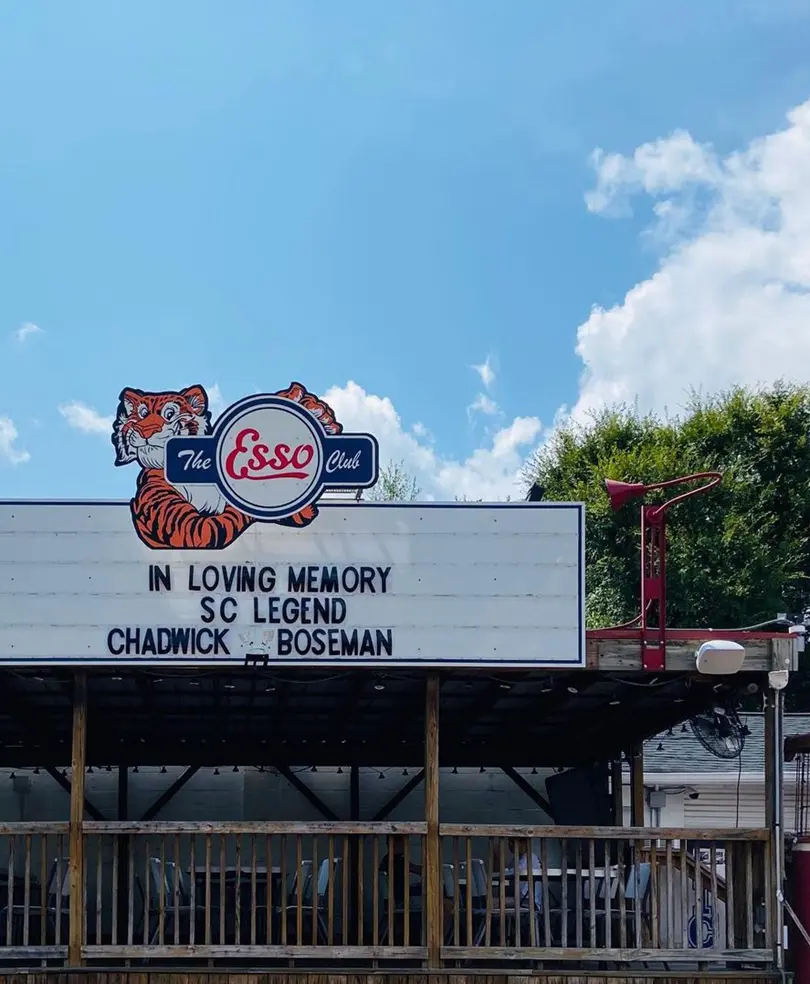 The Esso Club
IN LOVING MEMORY
SC LEGEND
CHADWICK BOSEMAN